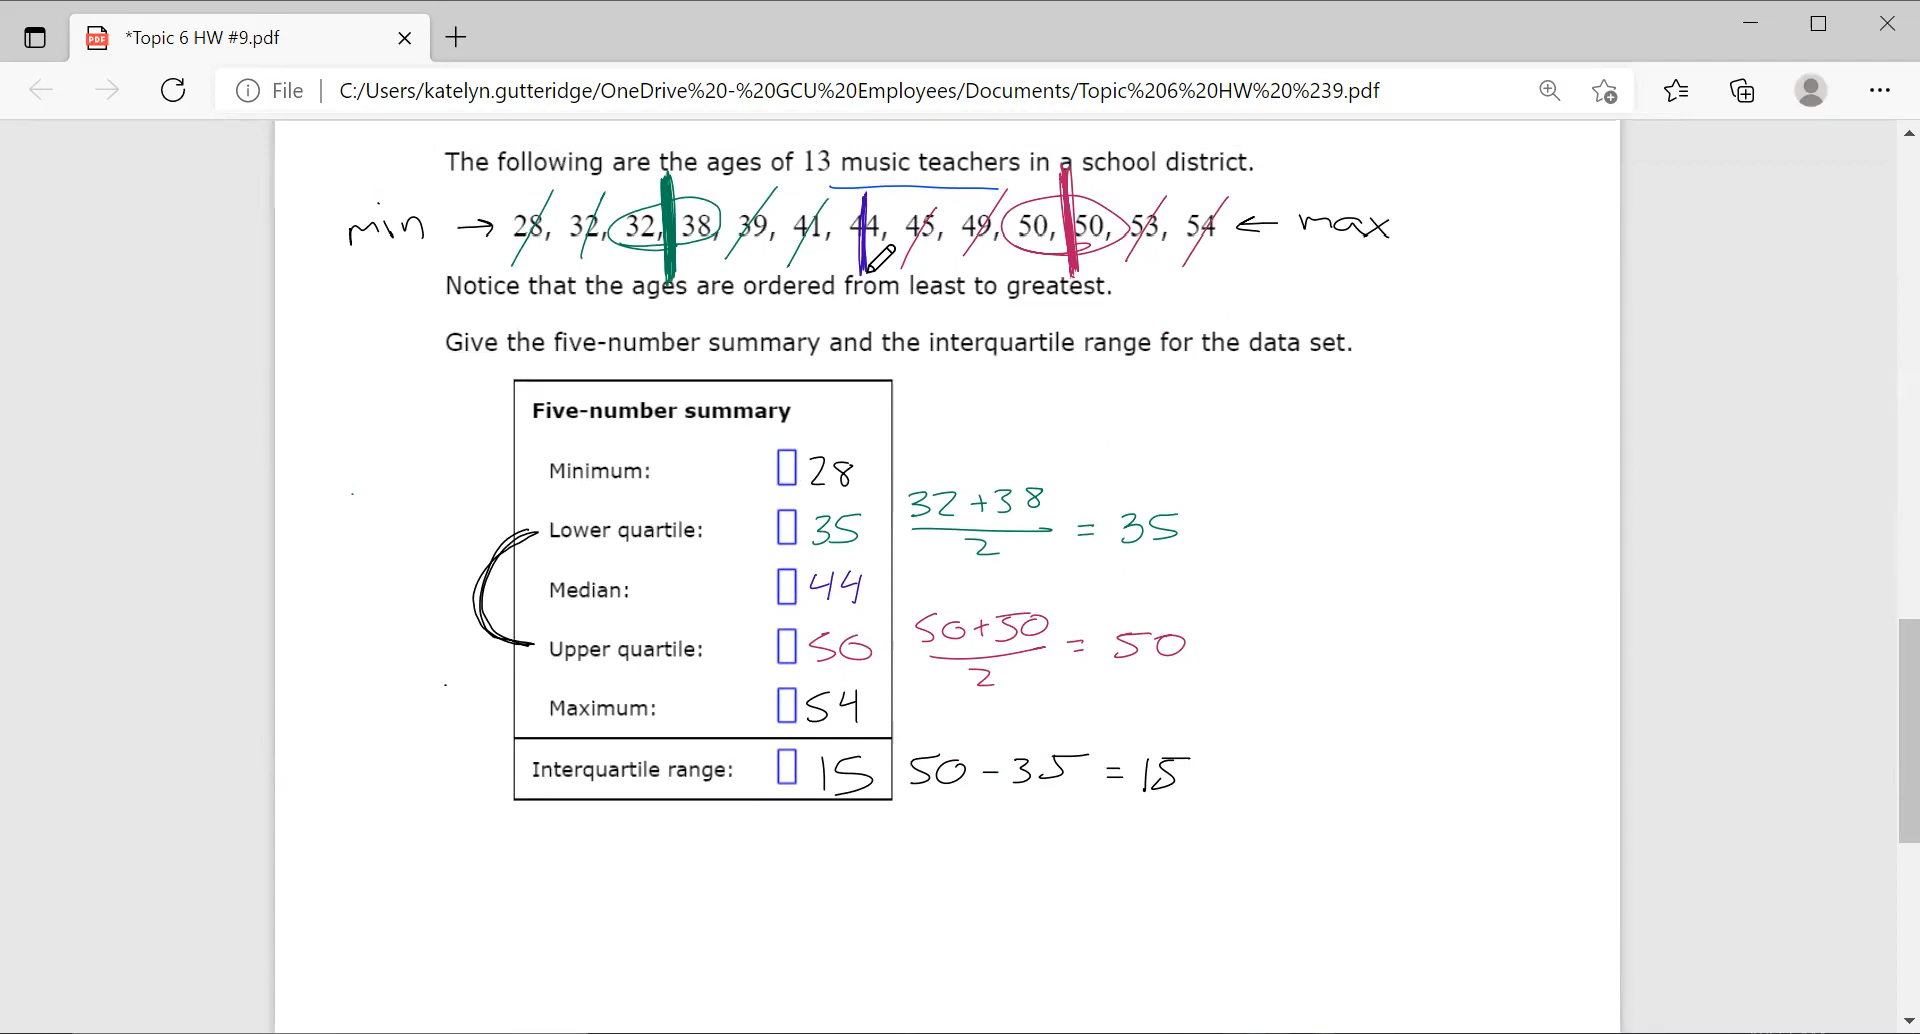 *Topic 6 HW #9.pdf
File | C:/Users/katelyn.gutteridge/OneDrive%20-%20GCU%20Employees/Documents/Topic%206%20HW%20%239.pdf
The following are the ages of 13 music teachers in a school district.
min → 28, 32, 32, 38, 39, 41, 44, 45, 49, 50, 50, 53, 54 ← max
Notice that the ages are ordered from least to greatest.
Give the five-number summary and the interquartile range for the data set.
Five-number summary
Minimum: 28
Lower quartile: 35 (32+38)/2 = 35
Median: 44
Upper quartile: 50 (50+50)/2 = 50
Maximum: 54
Interquartile range: 15 50 - 35 = 15